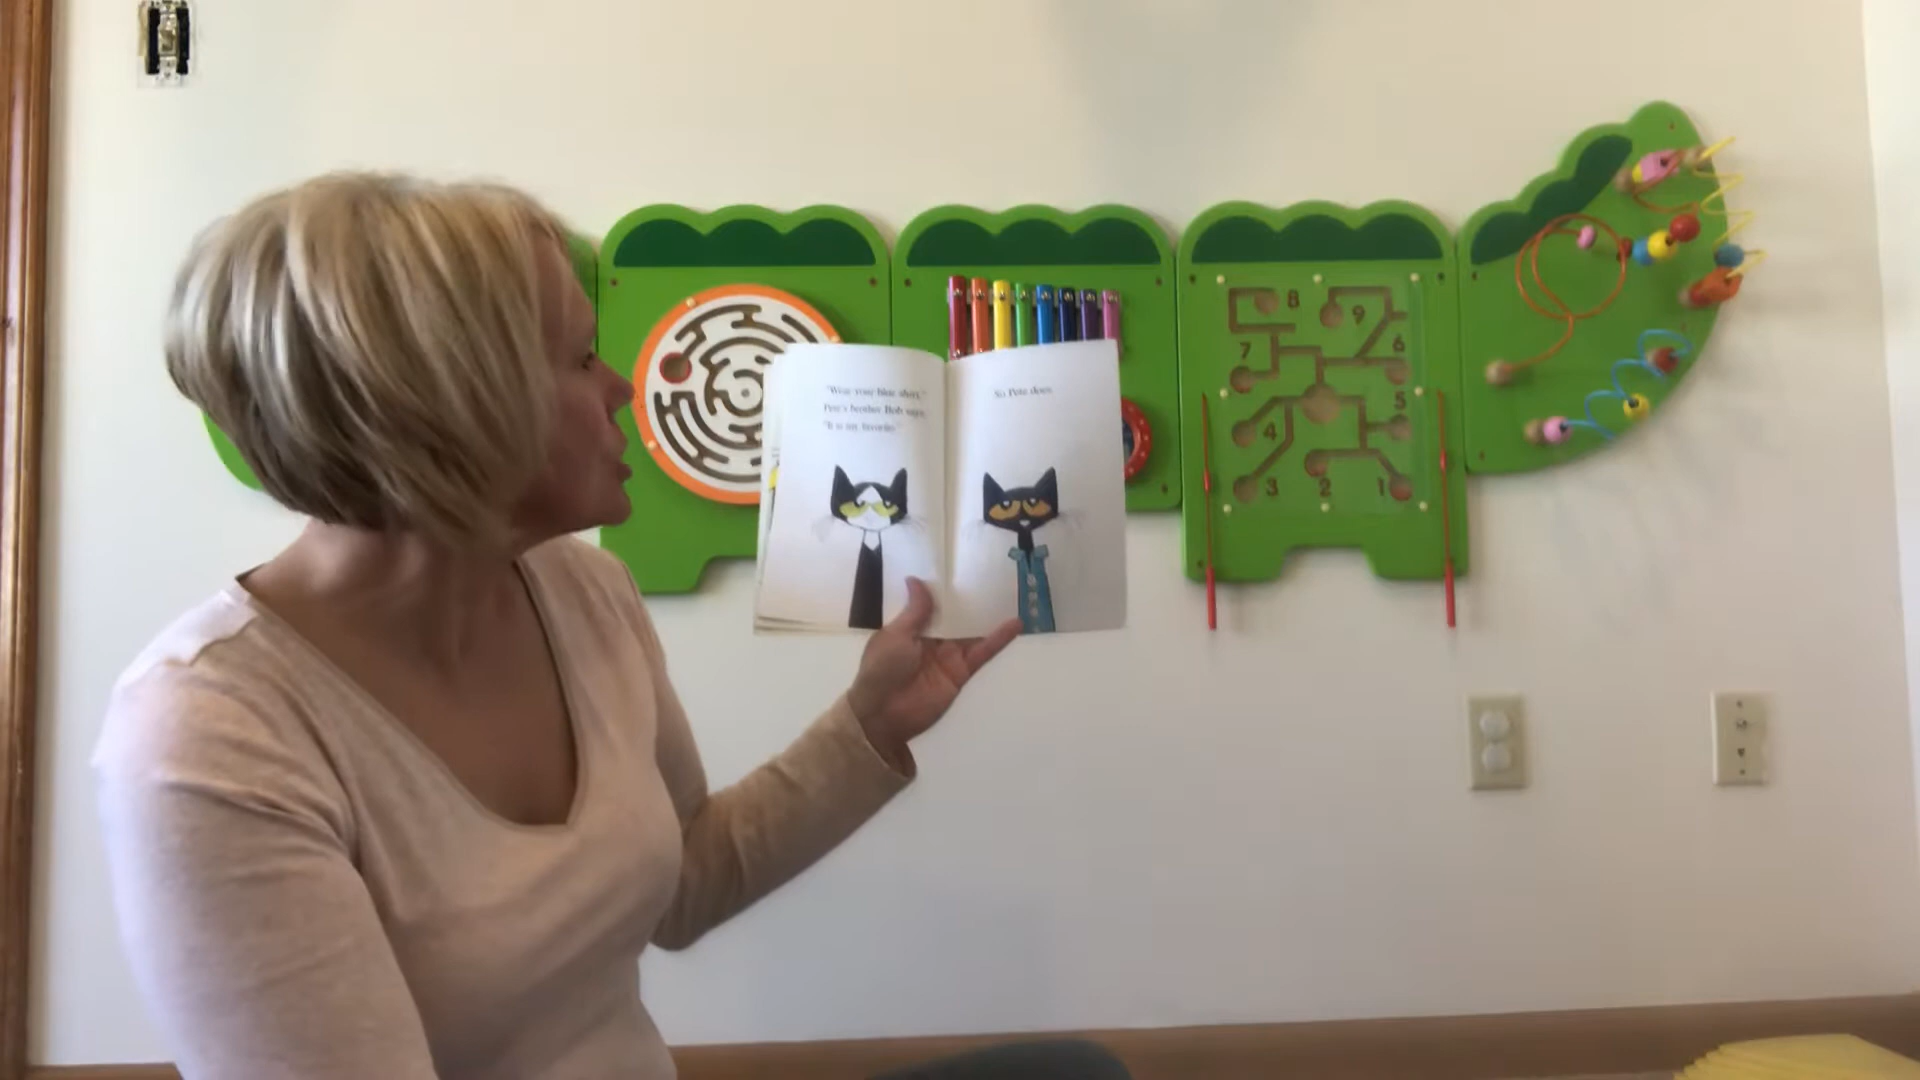 "Wear your blue shirt,"
Pete's brother Bob says.
"It is my favorite."
So Pete does.
8
9
7
6
5
4
3
2
1